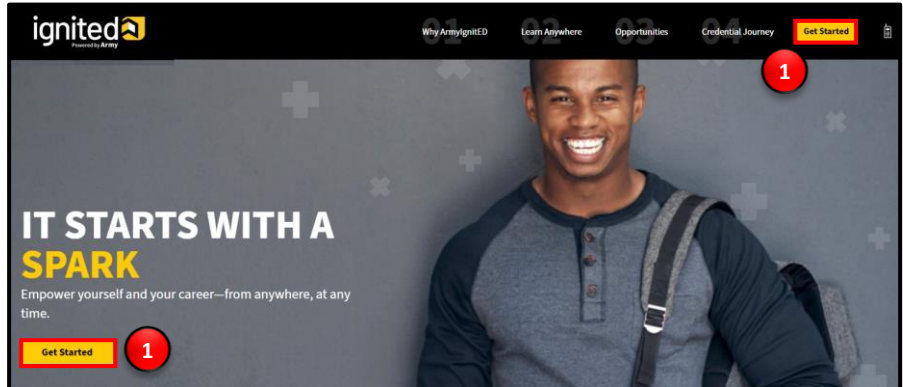 ignited
Powered by Army
01 02 03 04
Why ArmyIgnitED Learn Anywhere Opportunities Credential Journey Get Started
1
IT STARTS WITH A
SPARK
Empower yourself and your career—from anywhere, at any
time.
Get Started 1